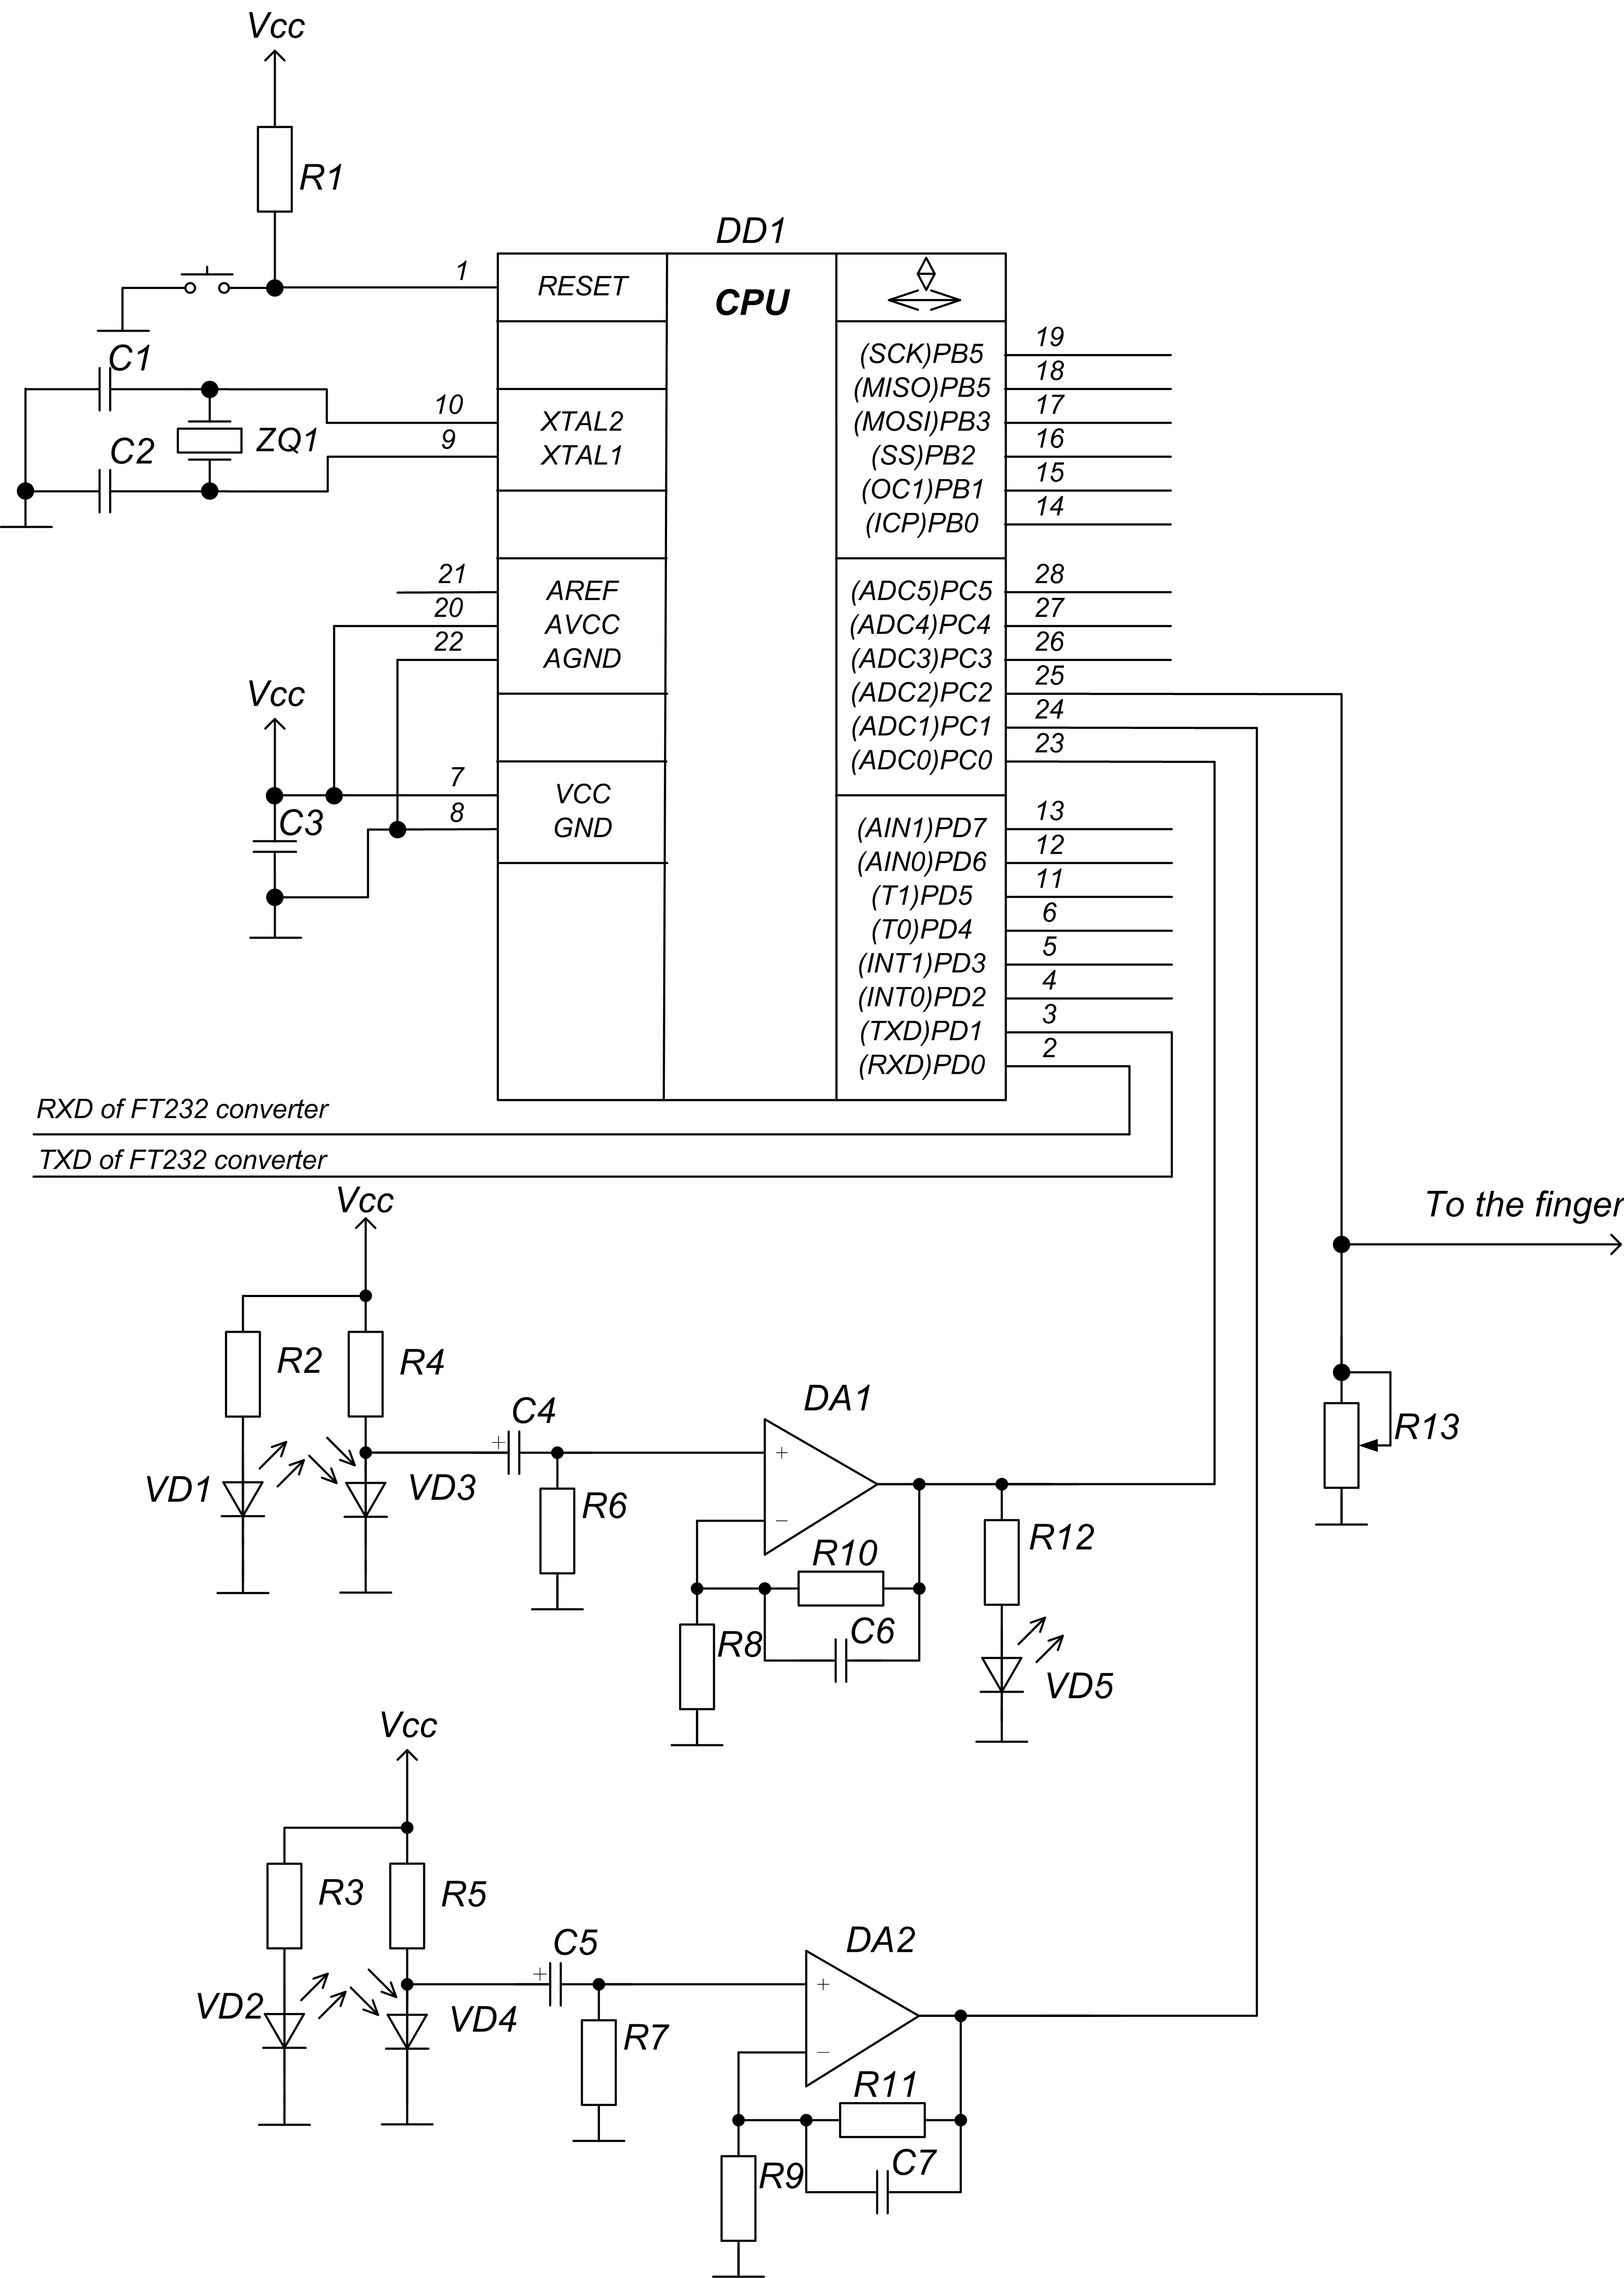 Vcc
R1
DD1
1
RESET
CPU
C1
10
XTAL2
C2
ZQ1
9
XTAL1
21
AREF
20
AVCC
22
AGND
Vcc
7
VCC
C3
8
GND
19
(SCK)PB5
18
(MISO)PB5
17
(MOSI)PB3
16
(SS)PB2
15
(OC1)PB1
14
(ICP)PB0
28
(ADC5)PC5
27
(ADC4)PC4
26
(ADC3)PC3
25
(ADC2)PC2
24
(ADC1)PC1
23
(ADC0)PC0
13
(AIN1)PD7
12
(AIN0)PD6
11
(T1)PD5
6
(T0)PD4
5
(INT1)PD3
4
(INT0)PD2
3
(TXD)PD1
2
(RXD)PD0
RXD of FT232 converter
TXD of FT232 converter
To the finger
Vcc
R2
R4
C4
+
DA1
+
−
R13
VD1
VD3
R6
R10
R12
R8
C6
VD5
Vcc
R3
R5
C5
+
DA2
+
−
VD2
VD4
R7
R11
R9
C7